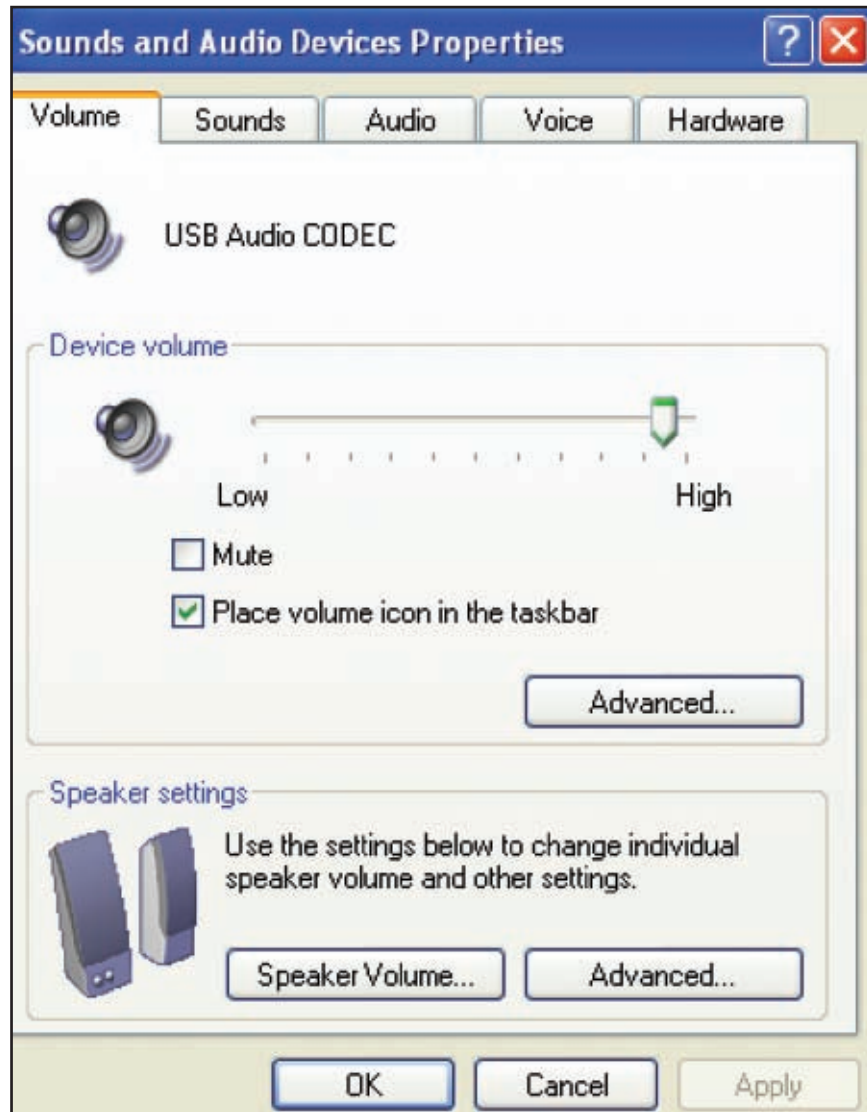 Sounds and Audio Devices Properties
?
Volume
Sounds
Audio
Voice
Hardware
USB Audio CODEC
Device volume
Low
High
Mute
Place volume icon in the taskbar
Advanced...
Speaker settings
Use the settings below to change individual
speaker volume and other settings.
Speaker Volume...
Advanced...
OK
Cancel
Apply